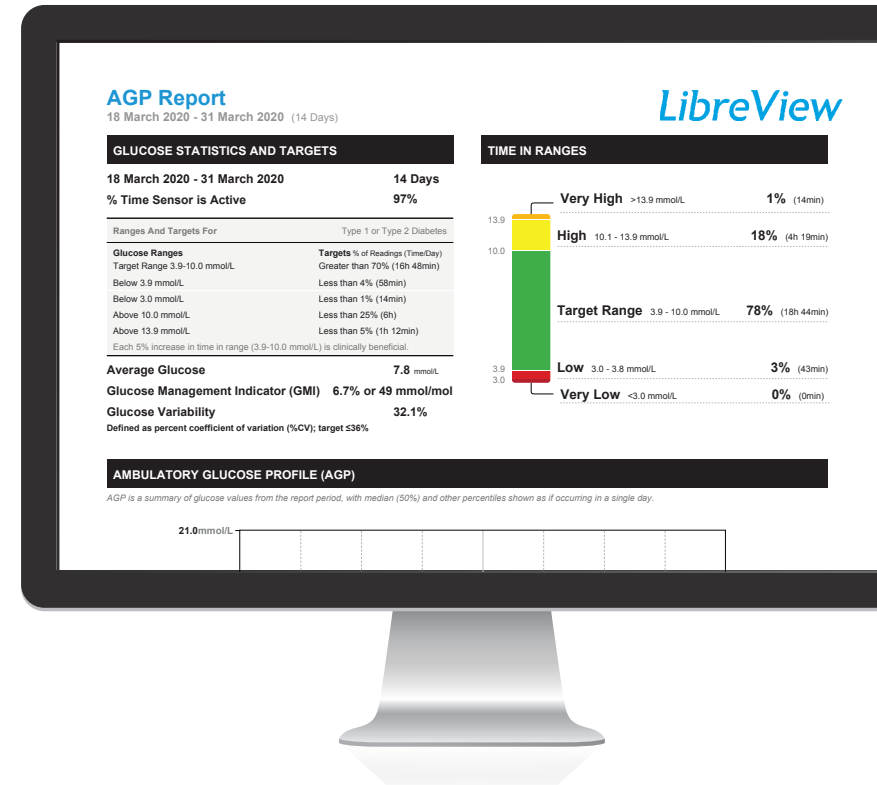 AGP Report
18 March 2020 - 31 March 2020 (14 Days)
LibreView
GLUCOSE STATISTICS AND TARGETS
18 March 2020 - 31 March 2020 14 Days
% Time Sensor is Active 97%
Ranges And Targets For Type 1 or Type 2 Diabetes
Glucose Ranges Targets % of Readings (Time/Day)
Target Range 3.9-10.0 mmol/L Greater than 70% (16h 48min)
Below 3.9 mmol/L Less than 4% (58min)
Below 3.0 mmol/L Less than 1% (14min)
Above 10.0 mmol/L Less than 25% (6h)
Above 13.9 mmol/L Less than 5% (1h 12min)
Each 5% increase in time in range (3.9-10.0 mmol/L) is clinically beneficial.
Average Glucose 7.8 mmol/L
Glucose Management Indicator (GMI) 6.7% or 49 mmol/mol
Glucose Variability 32.1%
Defined as percent coefficient of variation (%CV); target ≤36%
TIME IN RANGES
Very High >13.9 mmol/L 1% (14min)
13.9
High 10.1 - 13.9 mmol/L 18% (4h 19min)
10.0
Target Range 3.9 - 10.0 mmol/L 78% (18h 44min)
3.9
Low 3.0 - 3.8 mmol/L 3% (43min)
3.0
Very Low <3.0 mmol/L 0% (0min)
AMBULATORY GLUCOSE PROFILE (AGP)
AGP is a summary of glucose values from the report period, with median (50%) and other percentiles shown as if occurring in a single day.
21.0mmol/L